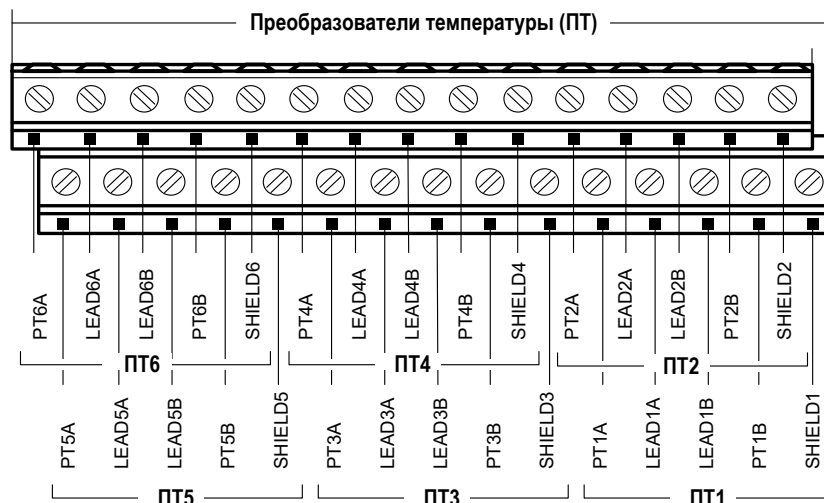 Преобразователи температуры (ПТ)
PT6A LEAD6A LEAD6B PT6B SHIELD6 PT4A LEAD4A LEAD4B PT4B SHIELD4 PT2A LEAD2A LEAD2B PT2B SHIELD2
ПТ6 ПТ4 ПТ2
PT5A LEAD5A LEAD5B PT5B SHIELD5 PT3A LEAD3A LEAD3B PT3B SHIELD3 PT1A LEAD1A LEAD1B PT1B SHIELD1
ПТ5 ПТ3 ПТ1